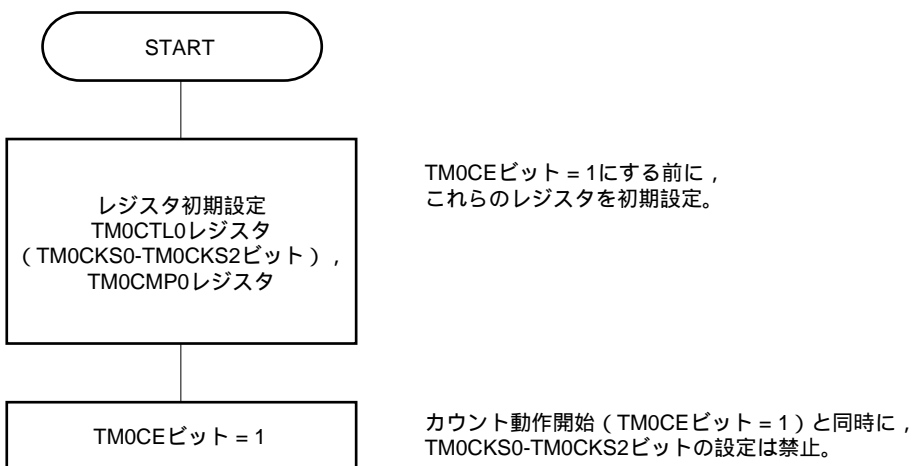 START
レジスタ初期設定
TM0CTL0レジスタ
（TM0CKS0-TM0CKS2ビット），
TM0CMP0レジスタ
TM0CEビット = 1にする前に，
これらのレジスタを初期設定。
TM0CEビット = 1
カウント動作開始（TM0CEビット = 1）と同時に，
TM0CKS0-TM0CKS2ビットの設定は禁止。